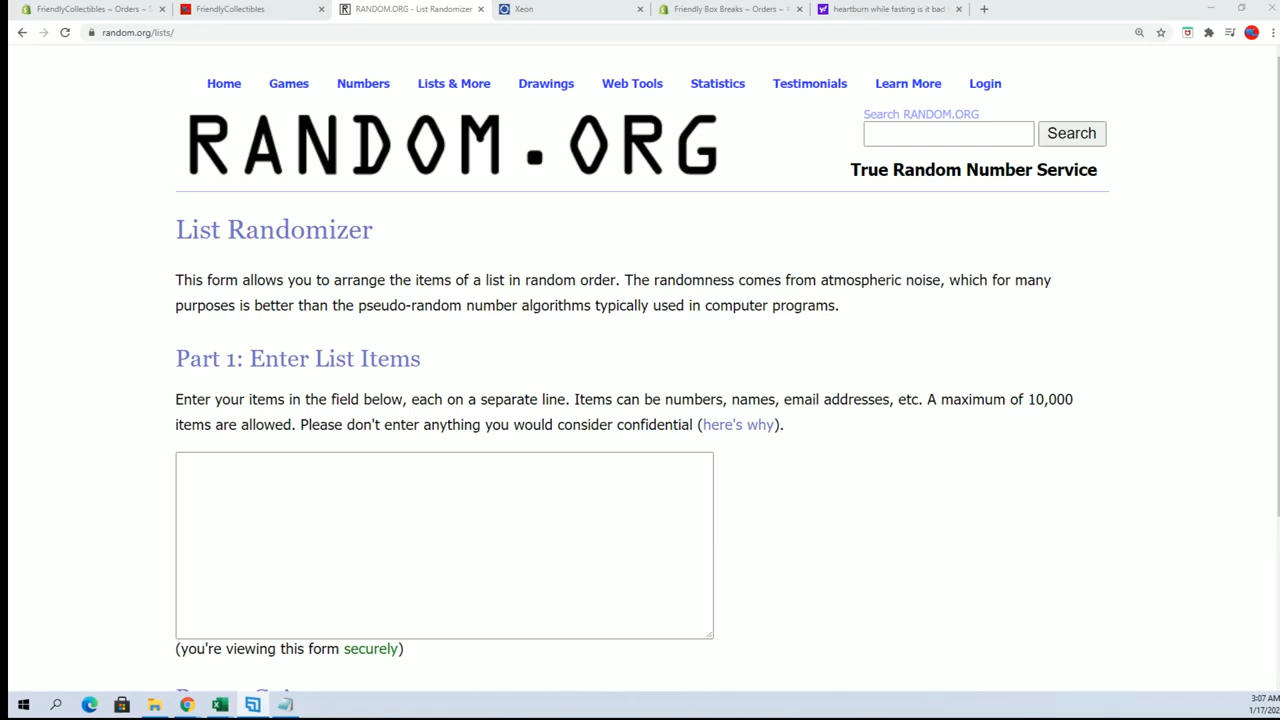 FriendlyCollectibles ~ Orders ~ S
FriendlyCollectibles
RANDOM.ORG - List Randomizer
Xeon
Friendly Box Breaks ~ Orders ~
heartburn while fasting is it bad
random.org/lists/
Home Games Numbers Lists & More Drawings Web Tools Statistics Testimonials Learn More Login
RANDOM.ORG
Search RANDOM.ORG
Search
True Random Number Service
List Randomizer
This form allows you to arrange the items of a list in random order. The randomness comes from atmospheric noise, which for many
purposes is better than the pseudo-random number algorithms typically used in computer programs.
Part 1: Enter List Items
Enter your items in the field below, each on a separate line. Items can be numbers, names, email addresses, etc. A maximum of 10,000
items are allowed. Please don't enter anything you would consider confidential (here's why).
(you're viewing this form securely)
3:07 AM
1/17/202